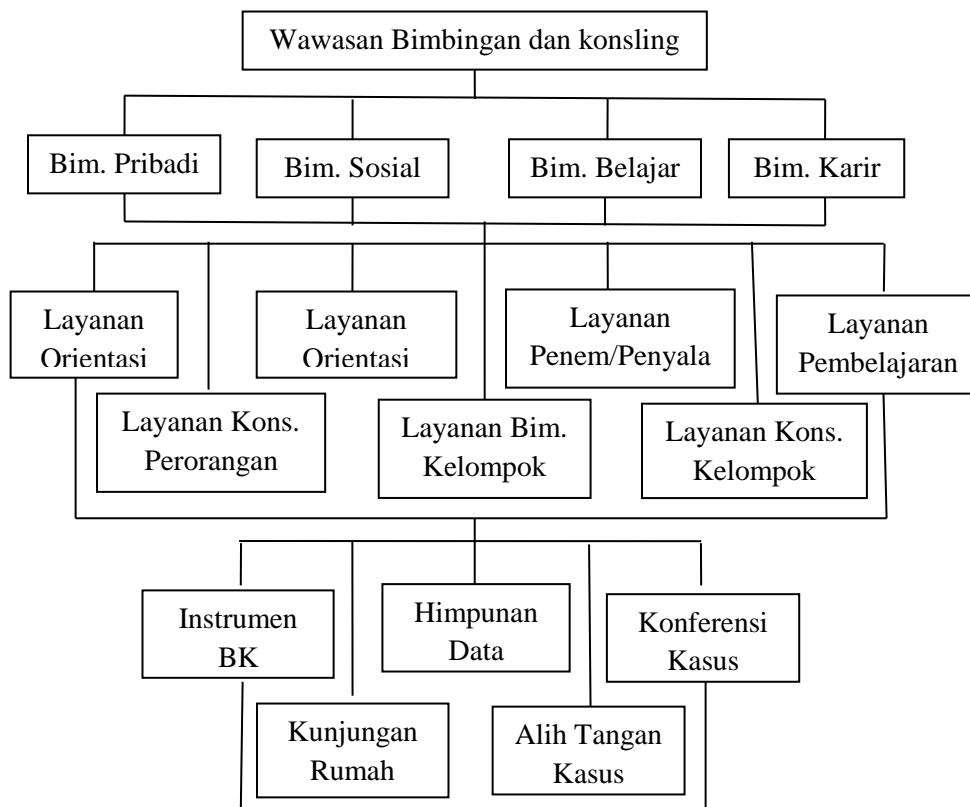 Wawasan Bimbingan dan konsling
Bim. Pribadi
Bim. Sosial
Bim. Belajar
Bim. Karir
Layanan
Orientasi
Layanan
Orientasi
Layanan
Penem/Penyala
Layanan
Pembelajaran
Layanan Kons.
Perorangan
Layanan Bim.
Kelompok
Layanan Kons.
Kelompok
Instrumen
BK
Himpunan
Data
Konferensi
Kasus
Kunjungan
Rumah
Alih Tangan
Kasus